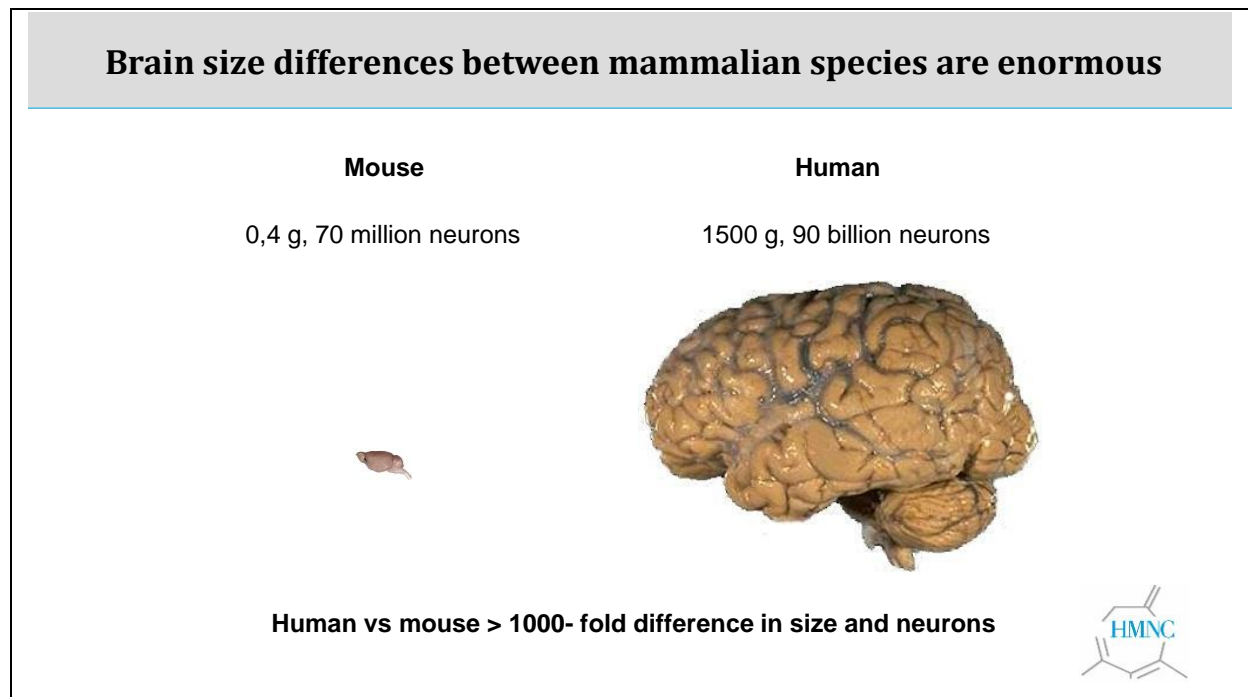 Brain size differences between mammalian species are enormous
Mouse
Human
0,4 g, 70 million neurons
1500 g, 90 billion neurons
Human vs mouse > 1000- fold difference in size and neurons
HMNC